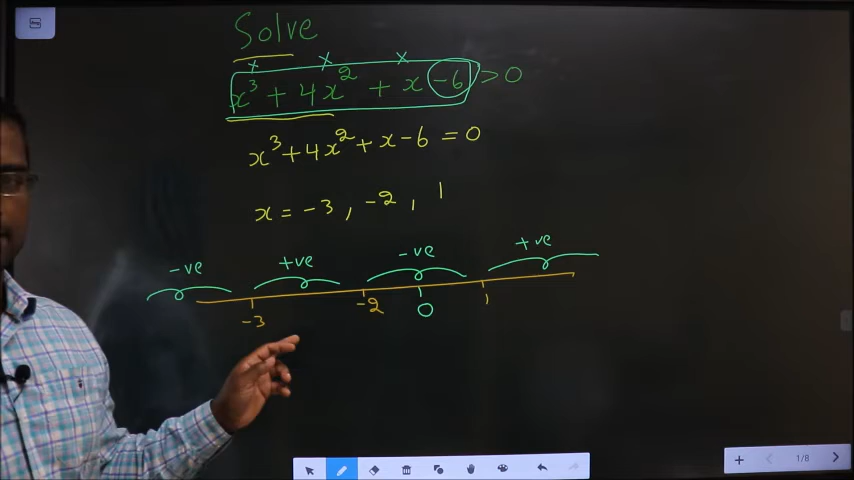 Solve
x³ + 4x² + x - 6 > 0
x³ + 4x² + x - 6 = 0
x = -3, -2, 1
-ve +ve -ve +ve
-3 -2 0 1
1/8